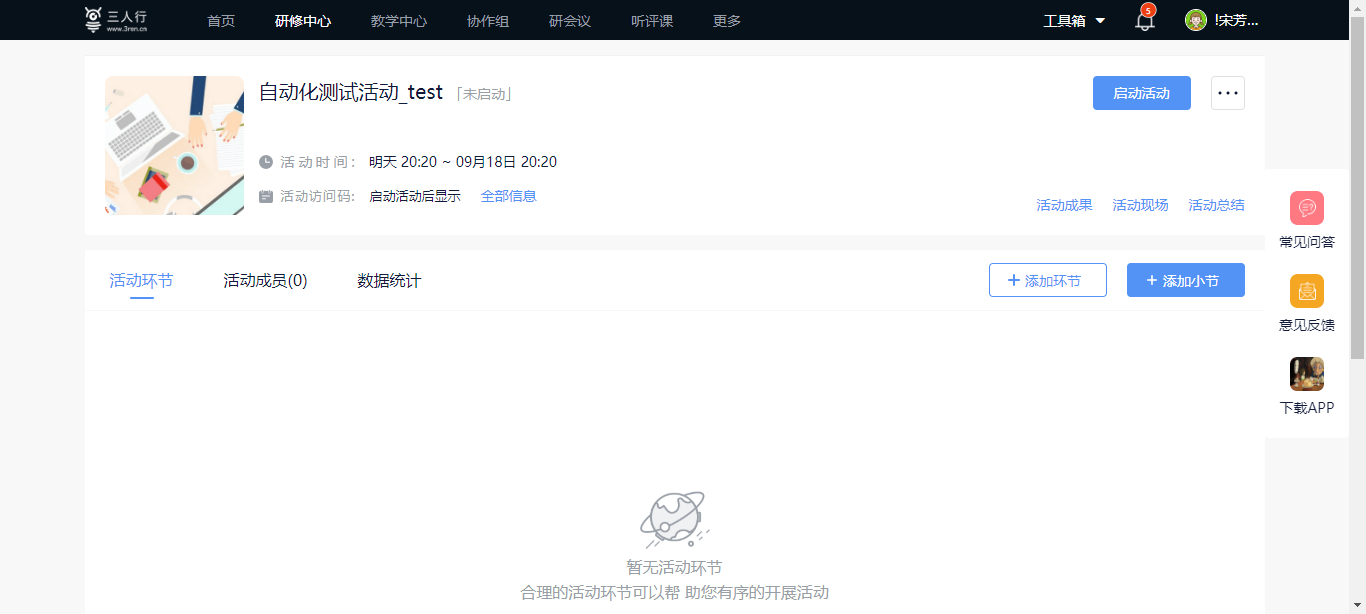 三人行
www.3ren.cn
首页 研修中心 教学中心 协作组 研会议 听评课 更多
工具箱
5
!宋芳...
自动化测试活动_test 「未启动」
启动活动
活动时间: 明天 20:20 ~ 09月18日 20:20
活动访问码: 启动活动后显示 全部信息
活动成果 活动现场 活动总结
活动环节 活动成员(0) 数据统计
+ 添加环节 + 添加小节
暂无活动环节
合理的活动环节可以帮 助您有序的开展活动
常见问答
意见反馈
下载APP